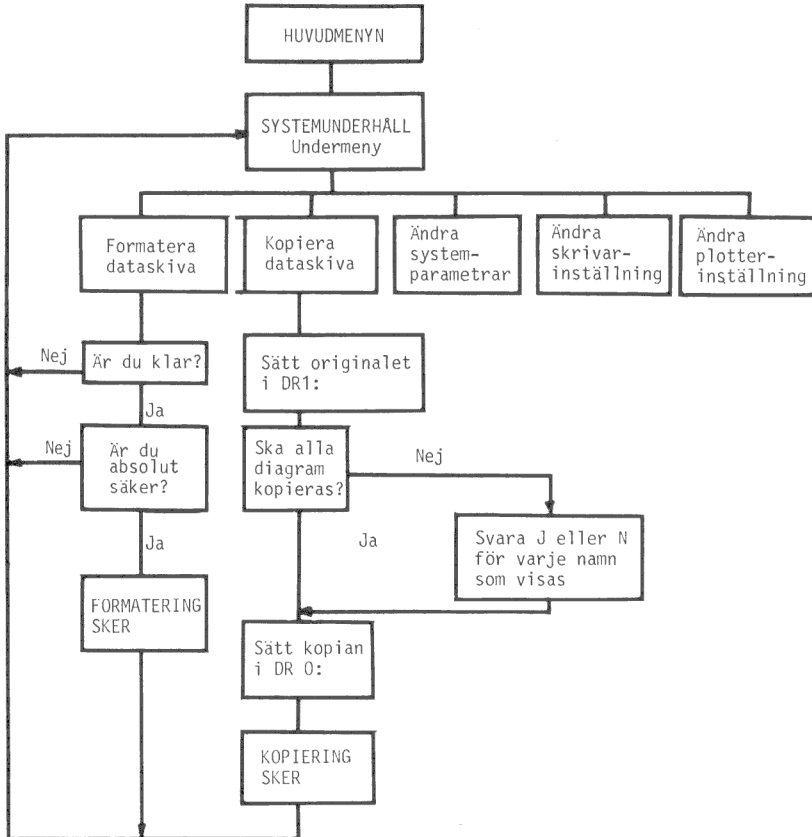 HUVUDMENYN
SYSTEMUNDERHÅLL
Undermeny
Formatera
dataskiva
Kopiera
dataskiva
Ändra
system-
parametrar
Ändra
skrivar-
inställning
Ändra
plotter-
inställning
Nej
Är du klar?
Ja
Nej
Är du
absolut
säker?
Ja
FORMATERING
SKER
Sätt originalet
i DR1:
Ska alla
diagram
kopieras?
Nej
Ja
Svara J eller N
för varje namn
som visas
Sätt kopian
i DR O:
KOPIERING
SKER